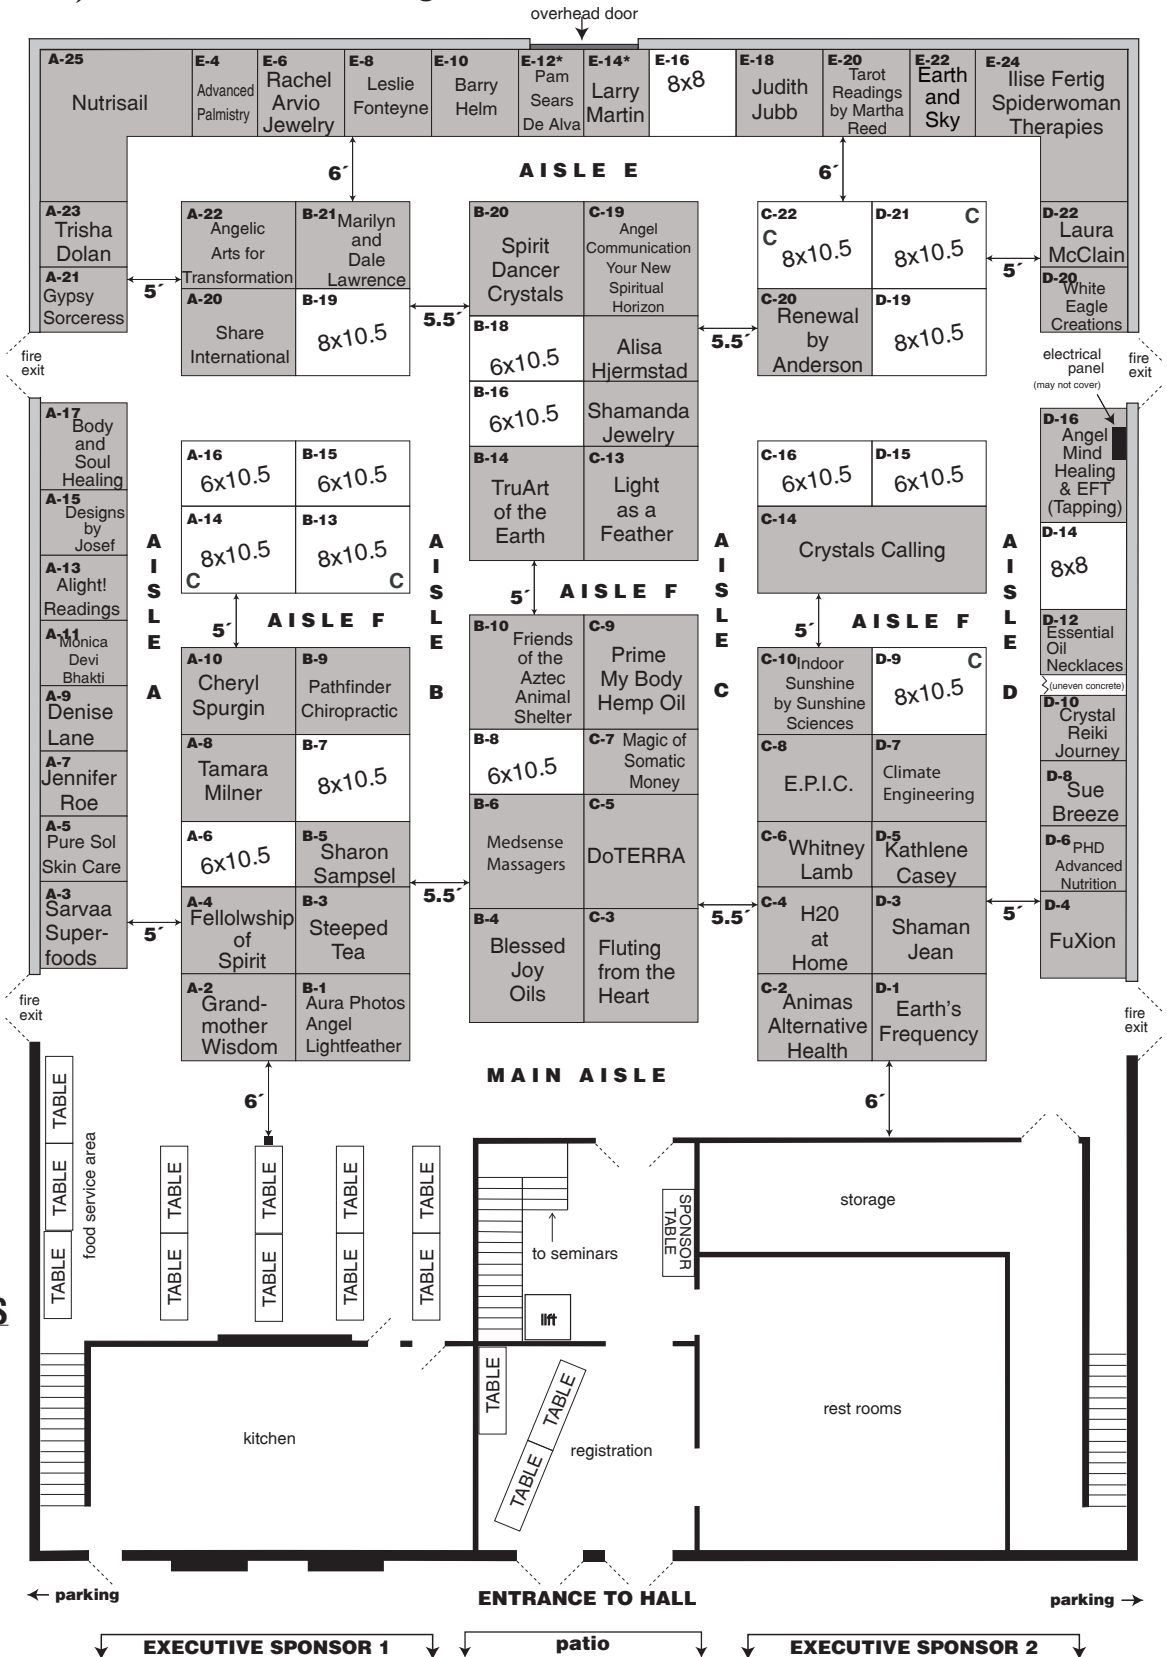 overhead door
A-25
Nutrisail
E-4
Advanced
Palmistry
E-6
Rachel
Arvio
Jewelry
E-8
Leslie
Fonteyne
E-10
Barry
Helm
E-12*
Pam
Sears
De Alva
E-14*
Larry
Martin
E-16
8x8
E-18
Judith
Jubb
E-20
Tarot
Readings
by Martha
Reed
E-22
Earth
and
Sky
E-24
Ilise Fertig
Spiderwoman
Therapies
6´
AISLE E
6´
A-23
Trisha
Dolan
A-21
Gypsy
Sorceress
5´
A-22
Angelic
Arts for
Transformation
B-21
Marilyn
and
Dale
Lawrence
A-20
Share
International
B-19
8x10.5
5.5´
B-20
Spirit
Dancer
Crystals
C-19
Angel
Communication
Your New
Spiritual
Horizon
B-18
6x10.5
Alisa
Hjermstad
B-16
6x10.5
Shamanda
Jewelry
B-14
TruArt
of the
Earth
C-13
Light
as a
Feather
5.5´
C-22
C
8x10.5
D-21
C
8x10.5
C-20
Renewal
by
Anderson
D-19
8x10.5
5´
D-22
Laura
McClain
D-20
White
Eagle
Creations
fire
exit
electrical
panel
(may not cover)
fire
exit
A-17
Body
and
Soul
Healing
A-15
Designs
by
Josef
A-13
Alight!
Readings
A-11
Monica
Devi
Bhakti
A-9
Denise
Lane
A-7
Jennifer
Roe
A-5
Pure Sol
Skin Care
A-3
Sarvaa
Super-
foods
AISLE
A
A-16
6x10.5
B-15
6x10.5
A-14
8x10.5
C
B-13
8x10.5
C
5´
AISLE F
AISLE
B
5´
AISLE F
AISLE
C
C-16
6x10.5
D-15
6x10.5
C-14
Crystals Calling
5´
AISLE F
AISLE
D
D-16
Angel
Mind
Healing
& EFT
(Tapping)
D-14
8x8
D-12
Essential
Oil
Necklaces
(uneven concrete)
D-10
Crystal
Reiki
Journey
D-8
Sue
Breeze
D-6
PHD
Advanced
Nutrition
D-4
FuXion
A-10
Cheryl
Spurgin
B-9
Pathfinder
Chiropractic
A-8
Tamara
Milner
B-7
8x10.5
A-6
6x10.5
B-5
Sharon
Sampsel
A-4
Fellolwship
of
Spirit
B-3
Steeped
Tea
A-2
Grand-
mother
Wisdom
B-1
Aura Photos
Angel
Lightfeather
5´
5.5´
B-10
Friends
of the
Aztec
Animal
Shelter
C-9
Prime
My Body
Hemp Oil
B-8
6x10.5
C-7
Magic of
Somatic
Money
B-6
Medsense
Massagers
C-5
DoTERRA
B-4
Blessed
Joy
Oils
C-3
Fluting
from the
Heart
5.5´
C-10
Indoor
Sunshine
by Sunshine
Sciences
D-9
C
8x10.5
C-8
E.P.I.C.
D-7
Climate
Engineering
C-6
Whitney
Lamb
D-5
Kathlene
Casey
C-4
H20
at
Home
D-3
Shaman
Jean
C-2
Animas
Alternative
Health
D-1
Earth's
Frequency
5´
fire
exit
fire
exit
MAIN AISLE
6´
6´
TABLE
TABLE
TABLE
food service area
TABLE
TABLE
TABLE
TABLE
TABLE
TABLE
TABLE
TABLE
to seminars
lift
SPONSOR
TABLE
storage
S
kitchen
TABLE
TABLE
TABLE
registration
rest rooms
parking
ENTRANCE TO HALL
parking
EXECUTIVE SPONSOR 1
patio
EXECUTIVE SPONSOR 2